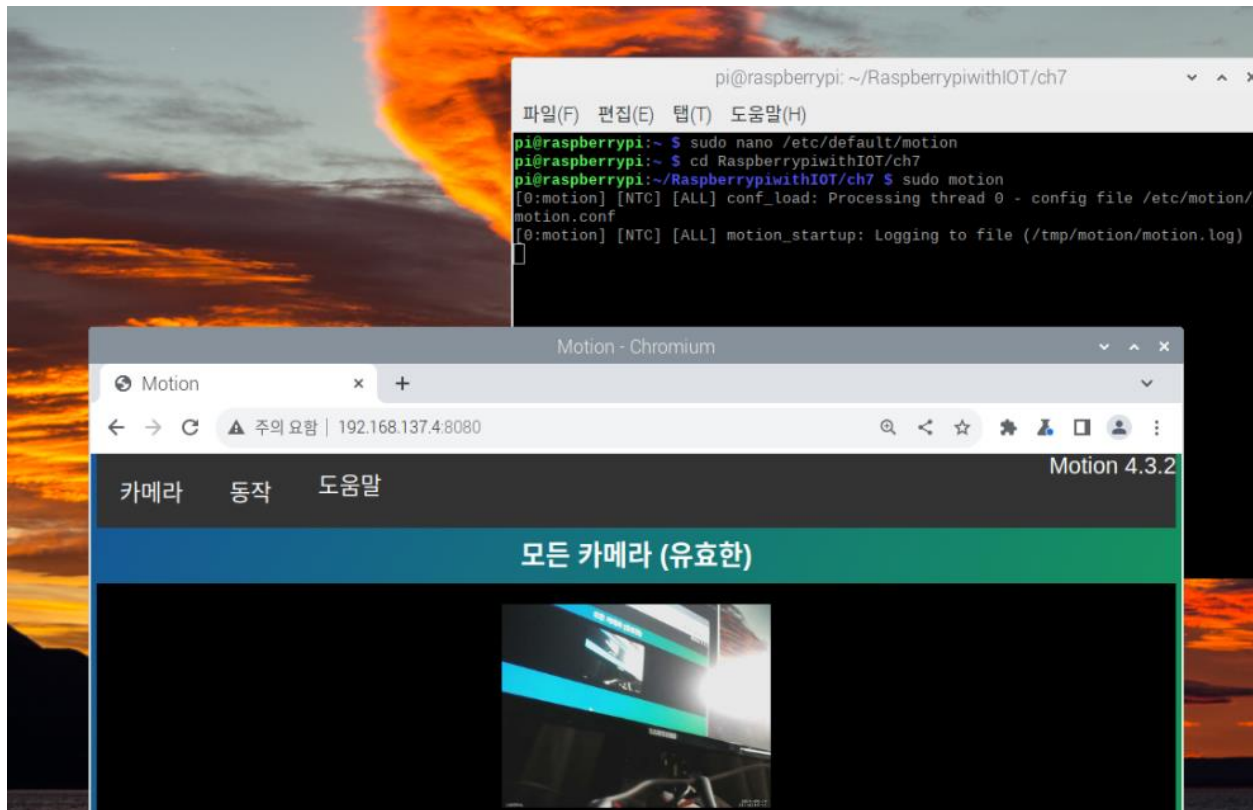 pi@raspberrypi: ~/RaspberrypiwithIOT/ch7
파일(F) 편집(E) 탭(T) 도움말(H)
pi@raspberrypi:~ $ sudo nano /etc/default/motion
pi@raspberrypi:~ $ cd RaspberrypiwithIOT/ch7
pi@raspberrypi:~/RaspberrypiwithIOT/ch7 $ sudo motion
[0:motion] [NTC] [ALL] conf_load: Processing thread 0 - config file /etc/motion/
motion.conf
[0:motion] [NTC] [ALL] motion_startup: Logging to file (/tmp/motion/motion.log)
Motion - Chromium
Motion
주의 요함 | 192.168.137.4:8080
Motion 4.3.2
카메라 동작 도움말
모든 카메라 (유효한)
SAMSUNG